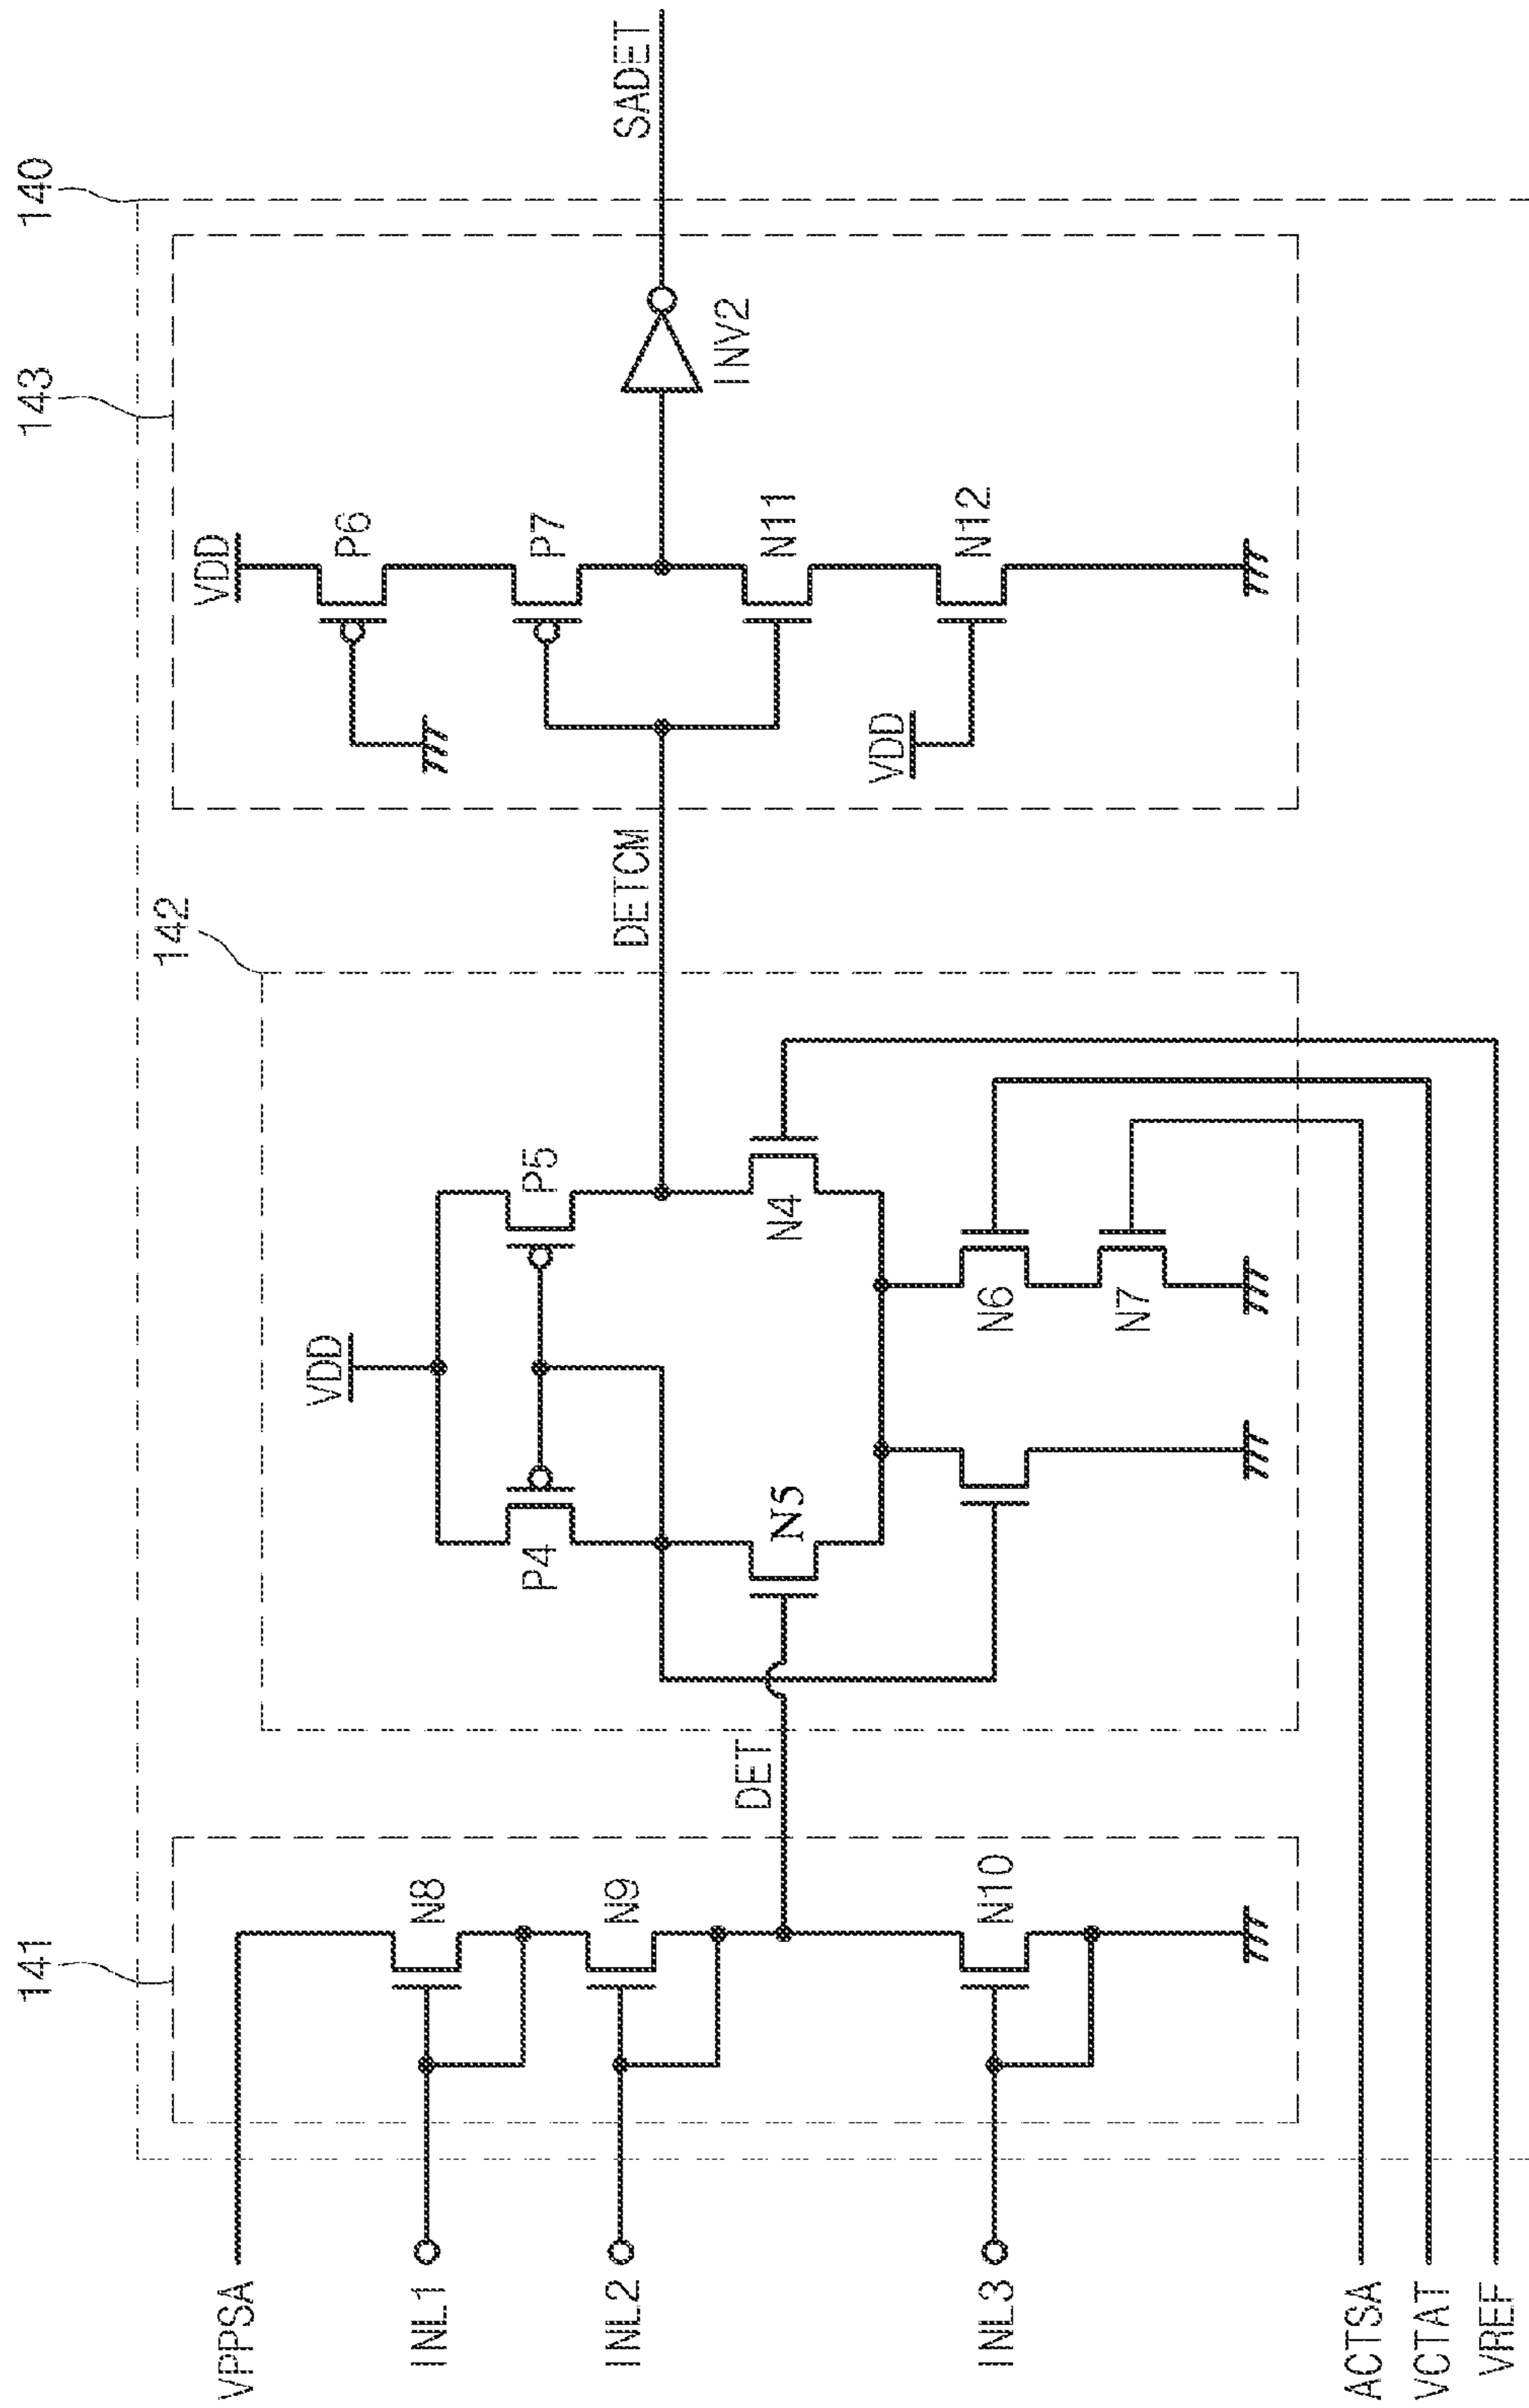 140
141
142
143
VPPSA
INL1
INL2
INL3
ACTSA
VCTAT
VREF
N8
N9
N10
DET
VDD
P4
P5
N5
N4
N6
N7
DETCM
VDD
P6
P7
N11
N12
VDD
INV2
SADET